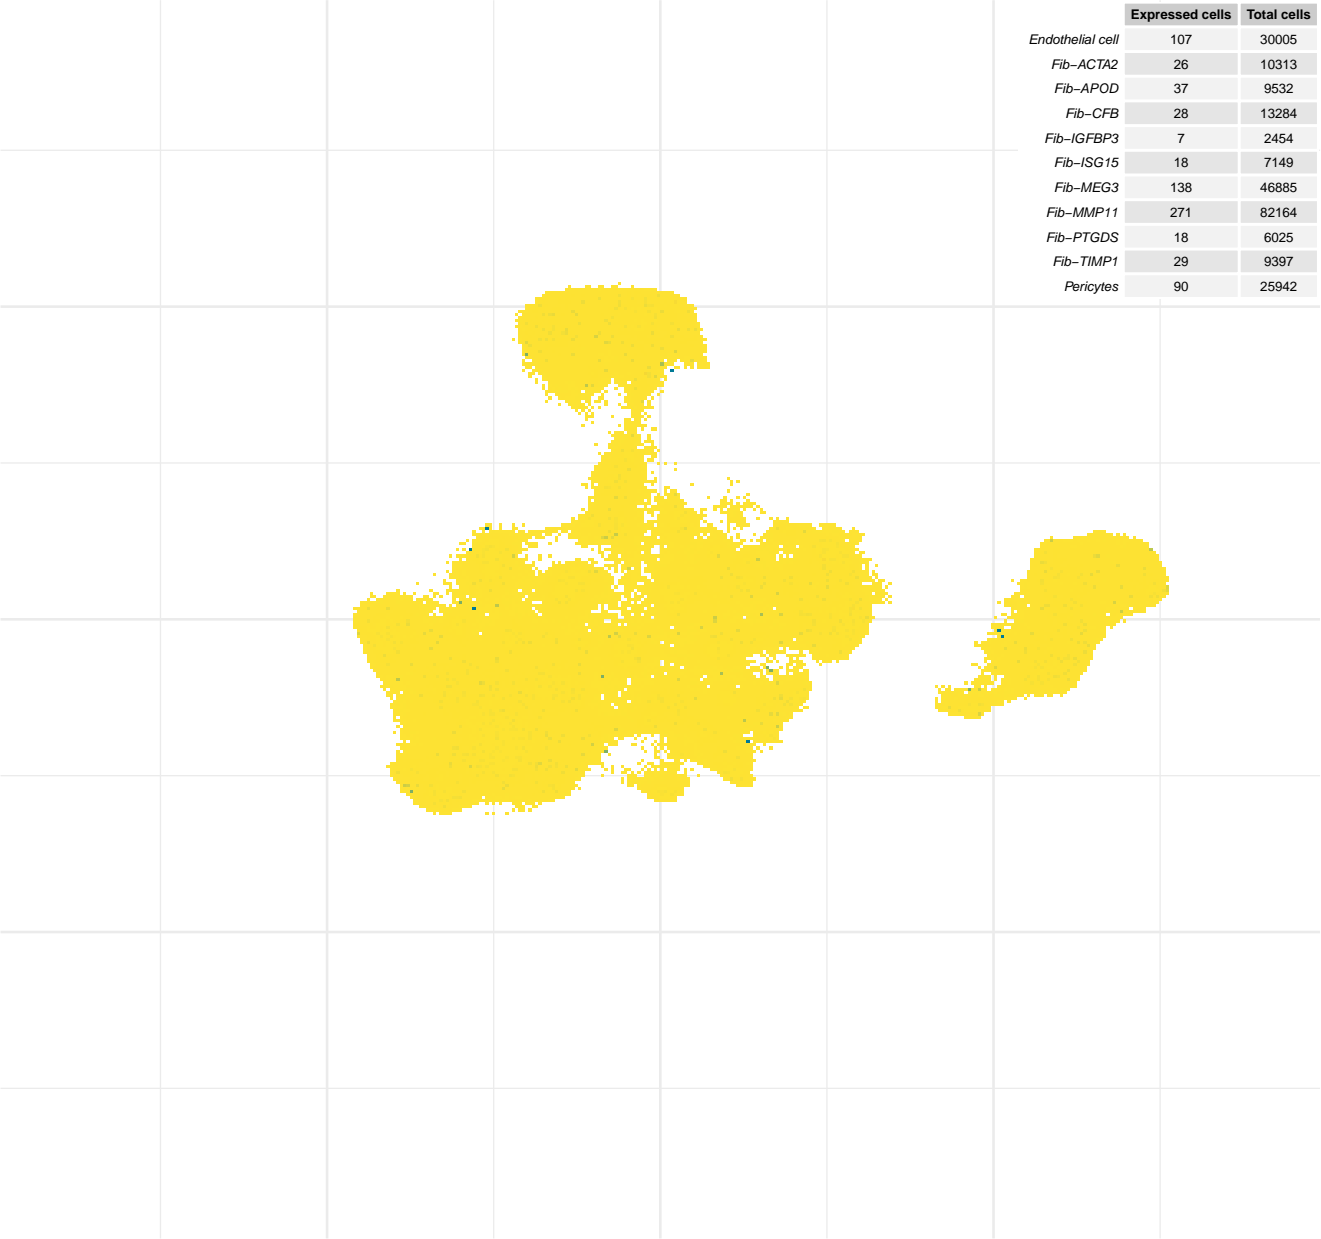 Expressed cells Total cells
Endothelial cell 107 30005
Fib−ACTA2 26 10313
Fib−APOD 37 9532
Fib−CFB 28 13284
Fib−IGFBP3 7 2454
Fib−ISG15 18 7149
Fib−MEG3 138 46885
Fib−MMP11 271 82164
Fib−PTGDS 18 6025
Fib−TIMP1 29 9397
Pericytes 90 25942